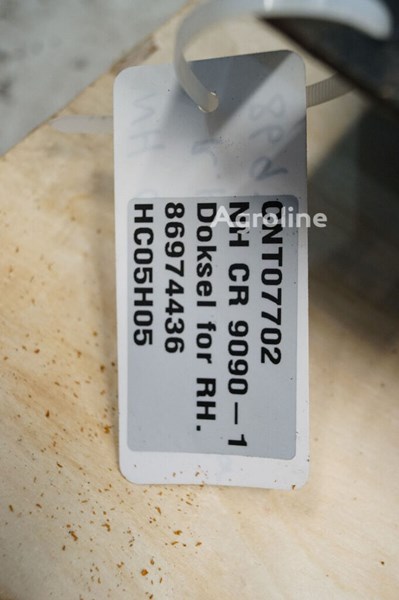 CNT07702
NH CR 9090-1
Doksel for RH.
86974436
HC05H05
Agroline